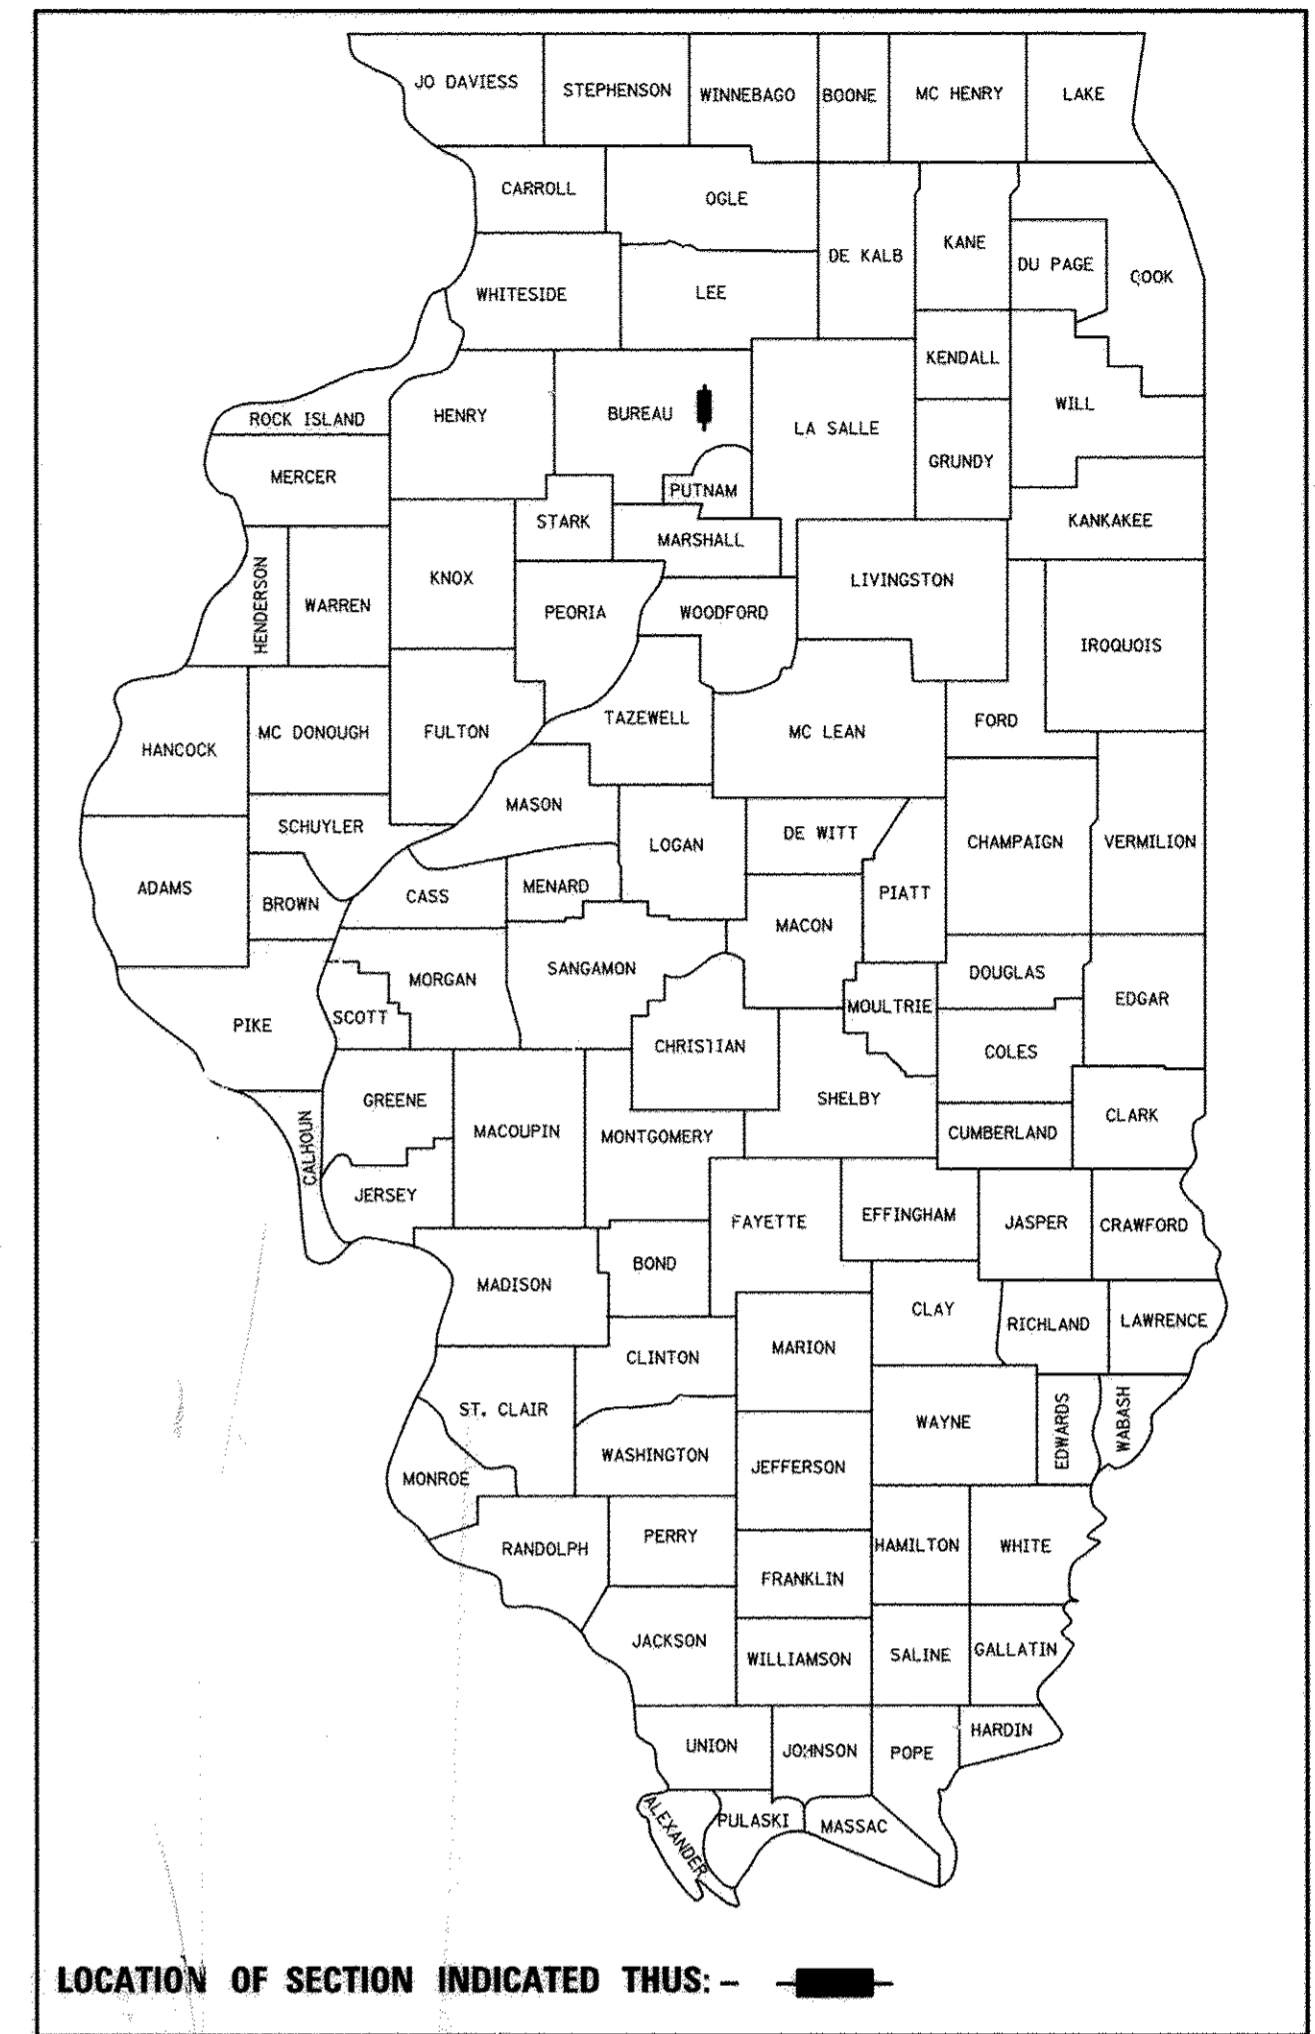 JO DAVIESS
STEPHENSON
WINNEBAGO
BOONE
MC HENRY
LAKE
CARROLL
OGLE
DE KALB
KANE
DU PAGE
COOK
WHITESIDE
LEE
KENDALL
ROCK ISLAND
HENRY
BUREAU
LA SALLE
WILL
GRUNDY
MERCER
PUTNAM
STARK
MARSHALL
KANKAKEE
HENDERSON
WARREN
KNOX
PEORIA
WOODFORD
LIVINGSTON
IROQUOIS
HANCOCK
MC DONOUGH
FULTON
TAZEWELL
MC LEAN
FORD
MASON
SCHUYLER
LOGAN
DE WITT
CHAMPAIGN
VERMILION
ADAMS
BROWN
CASS
MENARD
PIATT
MACON
SANGAMON
MORGAN
DOUGLAS
EDGAR
PIKE
SCOTT
MOULTRIE
CHRISTIAN
COLES
GREENE
SHELBY
CLARK
CALHOUN
MACOUPIN
MONTGOMERY
CUMBERLAND
JERSEY
FAYETTE
EFFINGHAM
JASPER
CRAWFORD
BOND
MADISON
CLAY
RICHLAND
LAWRENCE
CLINTON
MARION
ST. CLAIR
WAYNE
EDWARDS
WABASH
WASHINGTON
JEFFERSON
MONROE
RANDOLPH
PERRY
HAMILTON
WHITE
FRANKLIN
JACKSON
WILLIAMSON
SALINE
GALLATIN
UNION
JOHNSON
POPE
HARDIN
ALEXANDER
PULASKI
MASSAC
LOCATION OF SECTION INDICATED THUS: –